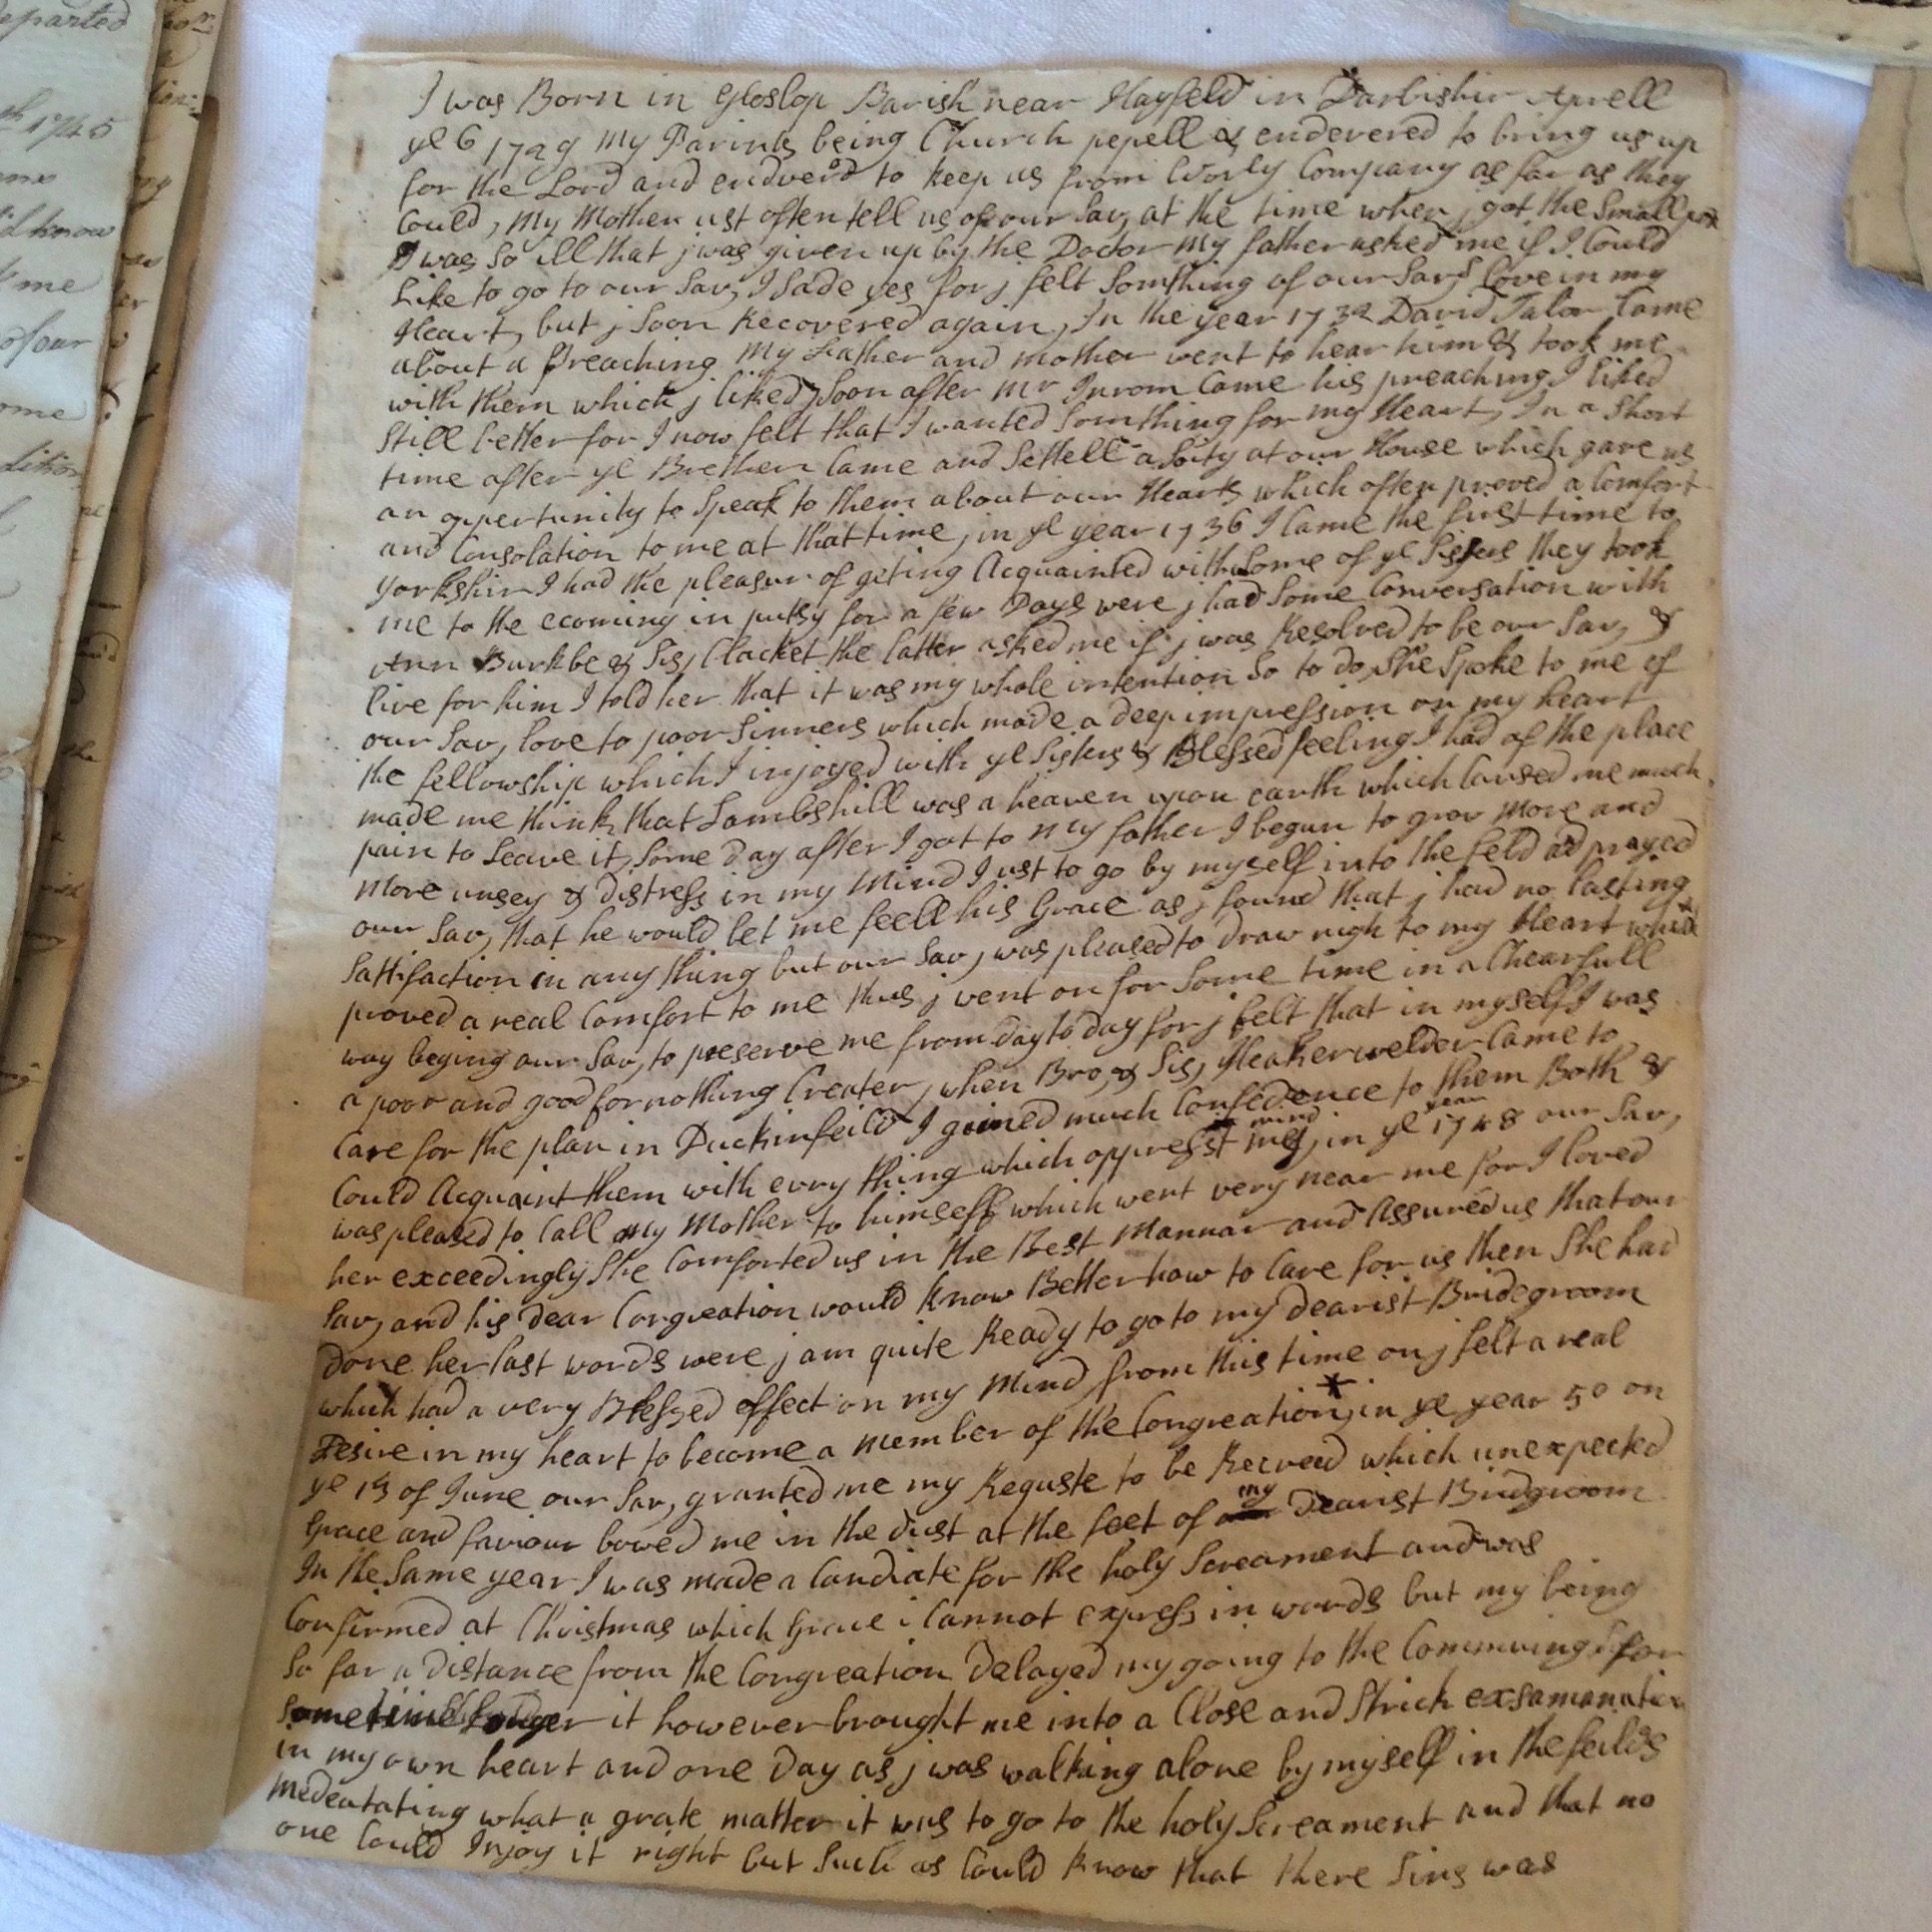 eparted
th 1745
I know
me
of our
ome
I was Born in Gloslop Parish near Hayfeld in Darbishir Aprell
ye 6 1729 My Parints being Church pepell & endevered to bring us up
for the Lord and endverd to keep us from Worly Company as far as they
Could, My Mother ust often tell us of our Sav, at the time when j got the Small pox
I was So ill that j was given up by the Doctor My father asked me if I Could
Like to go to our Sav, I Sade yes for j felt Somthing of our Savs Love in my
Heart, but j Soon Recovered again, In the year 1732 David Talor Came
about a Preaching My Father and mother went to hear him & took me
with them which j liked, Soon after Mr Inrom Came his preaching I liked
Still better for I now felt that I wanted Somthing for my Heart, In a Short
time after ye Brethen Came and Settell a Soity at our House which gave us
an oppertunity to Speak to them about our Hearts which often proved a Comfort
and Consolation to me at that time, in ye year 1736 I Came the first time to
Yorkshir I had the pleasur of geting Acquainted with Some of ye Sisters they took
me to the ecoming in putsy for a few Days were j had Some Conversation with
Ann Burkbe & Sis, Clacket the latter asked me if j was Resolved to be our Sav, &
live for him I told her that it was my whole intention So to do, She Spoke to me of
our Sav, love to poor Sinners which made a deep impression on my heart
the fellowship which I injoyed with ye Sisters & Blessed feeling I had of the place
made me think that Lambshill was a heaven upon earth which Caused me much
pain to Leave it, Some day after I got to my father I begun to grow More and
More unsey & Distress in my Mind I ust to go by myself into the feld ad prayed
our Sav, that he would let me feell his Grace as j found that j had no lasting
Sattifaction in any thing but our Sav, was pleased to Draw nigh to my Heart which
proved a real Comfort to me thus j went on for Some time in a Chearfull
way beging our Sav, to preserve me from day to day for j felt that in myself I was
a poor and good for nothing Creater, when Bro, & Sis, Heakerwelder Came to
Care for the plan in Duckinfeild I goined much Confedence to them Both &
Could Acquaint them with evry thing which opprest my mind, in ye year 1748 our Sav,
was pleased to Call my Mother to himself which went very near me for I loved
her exceedingly She Comforted us in the Best Mannar and Assured us that our
Sav, and his Dear Congreation would know Better how to Care for us then She had
done her last words were j am quite Ready to go to my dearist Bridegroom
which had a very Blessed effect on my Mind, from this time on j felt a real
Desire in my heart to become a member of the Congreation, in ye year 50 on
ye 13 of June our Sav, granted me my Reguste to be Receved which unexpected
Grace and faviour bowed me in the dust at the feet of my Dearist Bridgroom
In the Same year I was made a Candiate for the holy Screament and was
Confirmed at Christmas which Grace i Cannot express in words but my being
So far a distance from the Congreation Delayed my going to the Communing for
Some time Longer it however brought me into a Close and Strick exsamanation
in my own heart and one Day as j was walking alone by myself in the feilds
Medeatating what a grate matter it was to go to the holy Screament and that no
one Could Injoy it right but Such as Could know that there Sins was